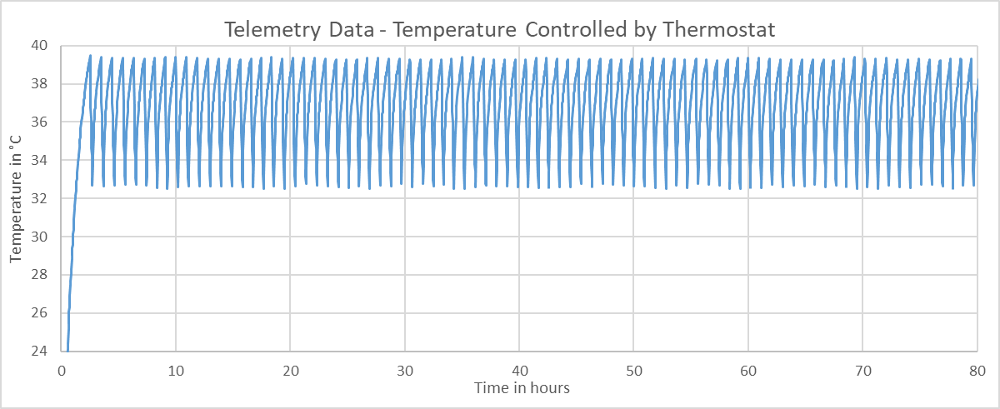 Telemetry Data - Temperature Controlled by Thermostat
40
38
36
34
32
30
28
26
24
Temperature in ˚C
0 10 20 30 40 50 60 70 80
Time in hours